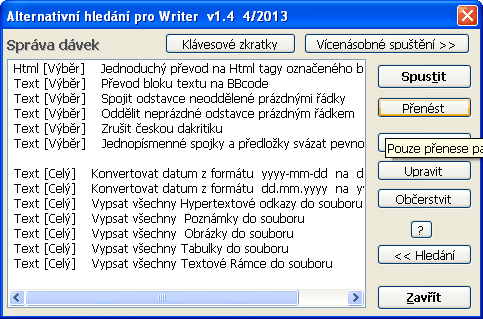 Alternativní hledání pro Writer v1.4 4/2013
Správa dávek
Klávesové zkratky
Vícenásobné spuštění >>
Html [Výběr] Jednoduchý převod na Html tagy označeného b
Text [Výběr] Převod bloku textu na BBcode
Text [Výběr] Spojit odstavce neoddělené prázdnými řádky
Text [Výběr] Oddělit neprázdné odstavce prázdným řádkem
Text [Výběr] Zrušit českou dakritiku
Text [Výběr] Jednopísmenné spojky a předložky svázat pevno
Text [Celý] Konvertovat datum z formátu yyyy-mm-dd na d
Text [Celý] Konvertovat datum z formátu dd.mm.yyyy na y
Text [Celý] Vypsat všechny Hypertextové odkazy do souboru
Text [Celý] Vypsat všechny Poznámky do souboru
Text [Celý] Vypsat všechny Obrázky do souboru
Text [Celý] Vypsat všechny Tabulky do souboru
Text [Celý] Vypsat všechny Textové Rámce do souboru
Spustit
Přenést
Pouze přenese pa
Upravit
Občerstvit
?
<< Hledání
Zavřít